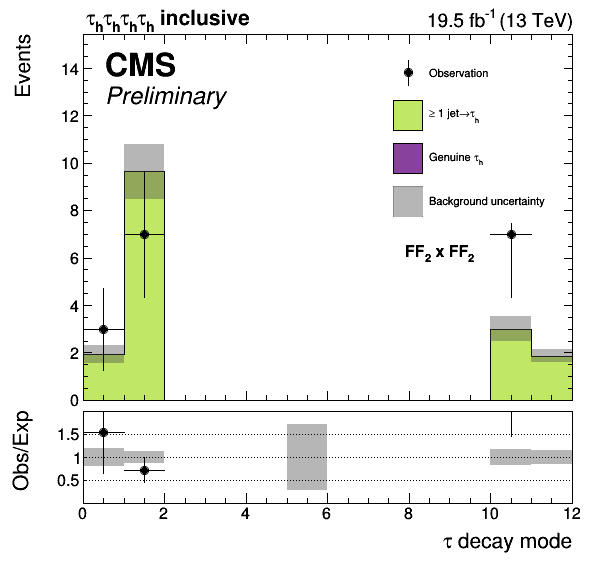 τₕτₕτₕτₕ inclusive
19.5 fb⁻¹ (13 TeV)
Events
CMS
Preliminary
Observation
≥ 1 jet→τₕ
Genuine τₕ
Background uncertainty
FF₂ x FF₂
14
12
10
8
6
4
2
0
Obs/Exp
1.5
1
0.5
0 2 4 6 8 10 12
τ decay mode